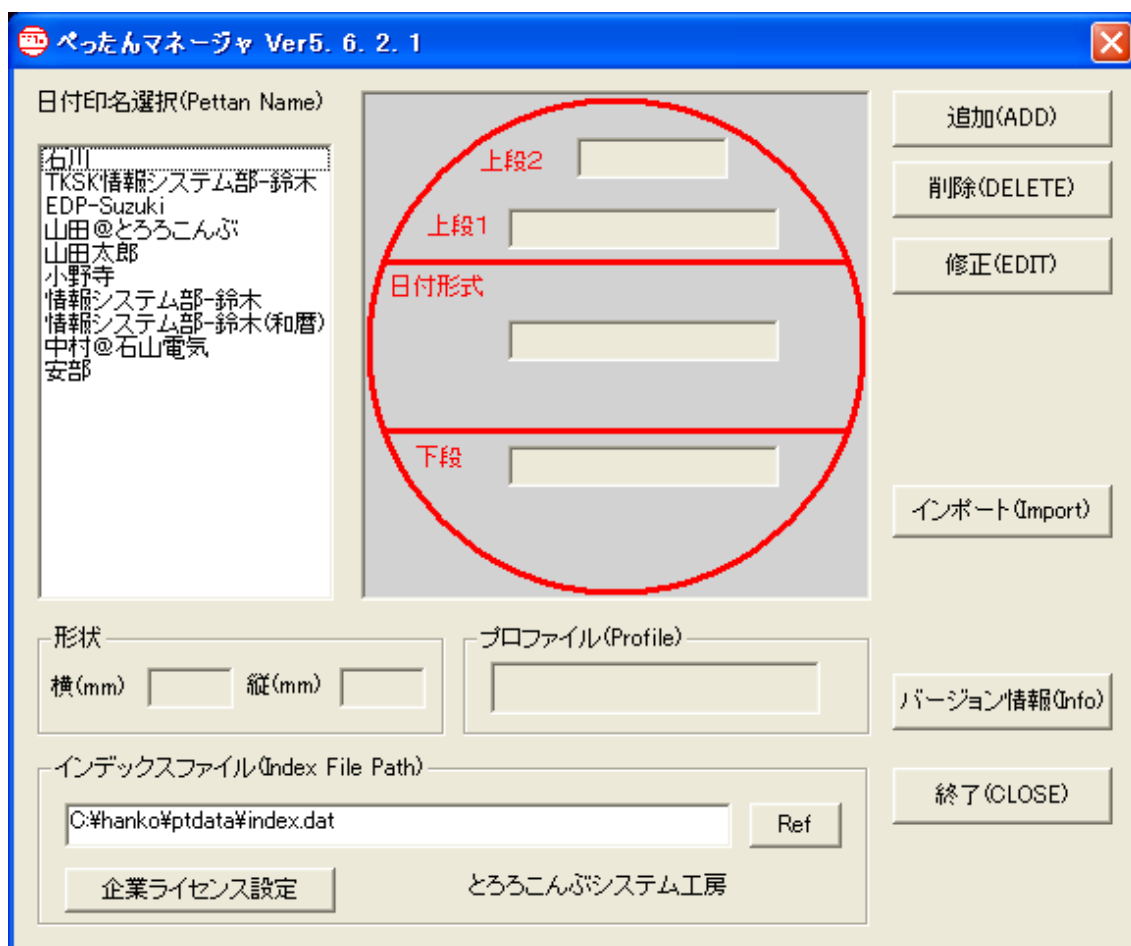 ぺったんマネージャ Ver5. 6. 2. 1
日付印名選択(Pettan Name)
石川
TKSK情報システム部-鈴木
EDP-Suzuki
山田@とろろこんぶ
山田太郎
小野寺
情報システム部-鈴木
情報システム部-鈴木(和暦)
中村@石山電気
安部
上段2
上段1
日付形式
下段
追加(ADD)
削除(DELETE)
修正(EDIT)
インポート(Import)
バージョン情報(Info)
終了(CLOSE)
形状
横(mm)
縦(mm)
プロファイル(Profile)
インデックスファイル(Index File Path)
C:¥hanko¥ptdata¥index.dat
Ref
企業ライセンス設定
とろろこんぶシステム工房